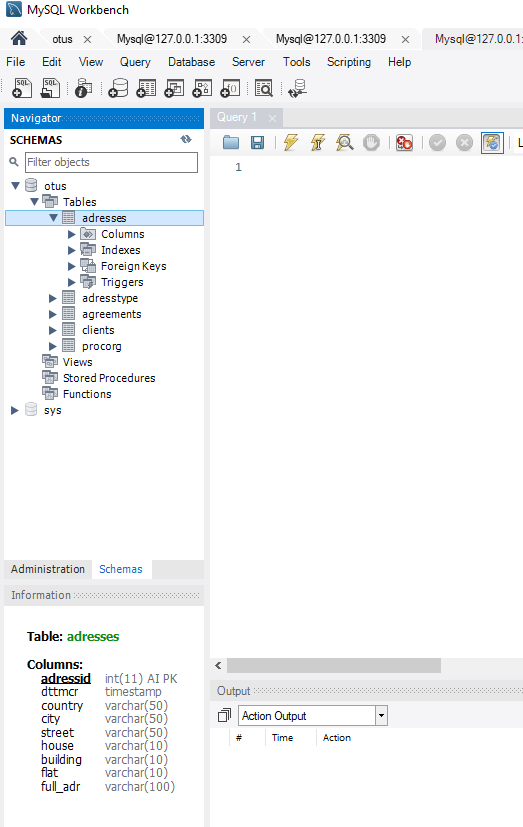 MySQL Workbench
otus Mysql@127.0.0.1:3309 Mysql@127.0.0.1:3309 Mysql@127.0.0.1:3309
File Edit View Query Database Server Tools Scripting Help
Navigator
SCHEMAS
Filter objects
otus
Tables
adresses
Columns
Indexes
Foreign Keys
Triggers
adresstype
agreements
clients
procorg
Views
Stored Procedures
Functions
sys
Administration Schemas
Information
Table: adresses
Columns:
adressid int(11) AI PK
dttmcr timestamp
country varchar(50)
city varchar(50)
street varchar(50)
house varchar(10)
building varchar(10)
flat varchar(10)
full_adr varchar(100)
Query 1
L
1
Output
Action Output
# Time Action